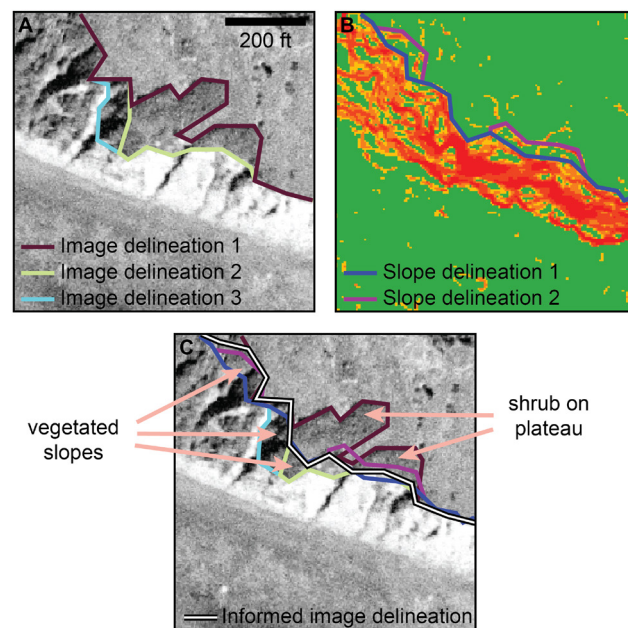 A
200 ft
Image delineation 1
Image delineation 2
Image delineation 3
B
Slope delineation 1
Slope delineation 2
C
vegetated
slopes
shrub on
plateau
Informed image delineation